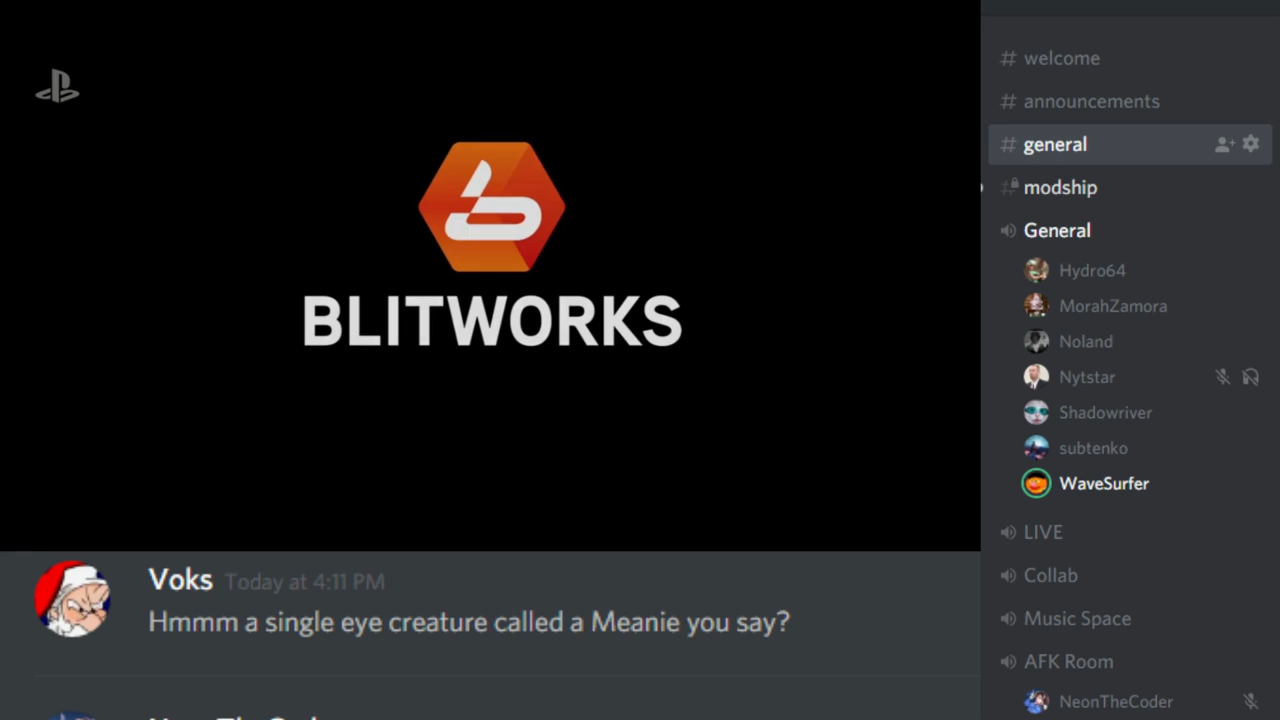 BLITWORKS
Voks Today at 4:11 PM
Hmmm a single eye creature called a Meanie you say?
# welcome
# announcements
# general
# modship
General
Hydro64
MorahZamora
Noland
Nytstar
Shadowriver
subtenko
WaveSurfer
LIVE
Collab
Music Space
AFK Room
NeonTheCoder